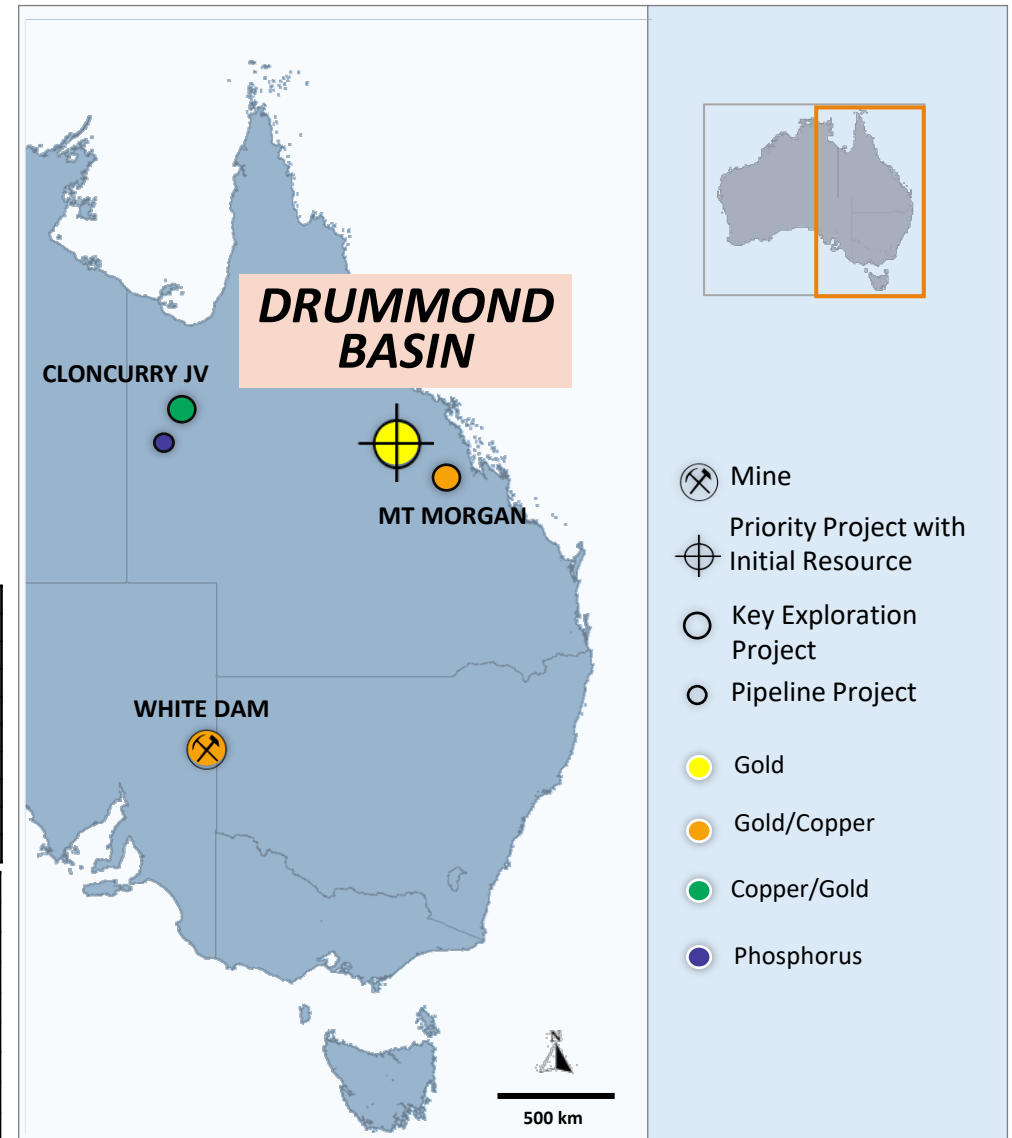 DRUMMOND
BASIN
CLONCURRY JV
MT MORGAN
WHITE DAM
N
500 km
Mine
Priority Project with
Initial Resource
Key Exploration
Project
Pipeline Project
Gold
Gold/Copper
Copper/Gold
Phosphorus